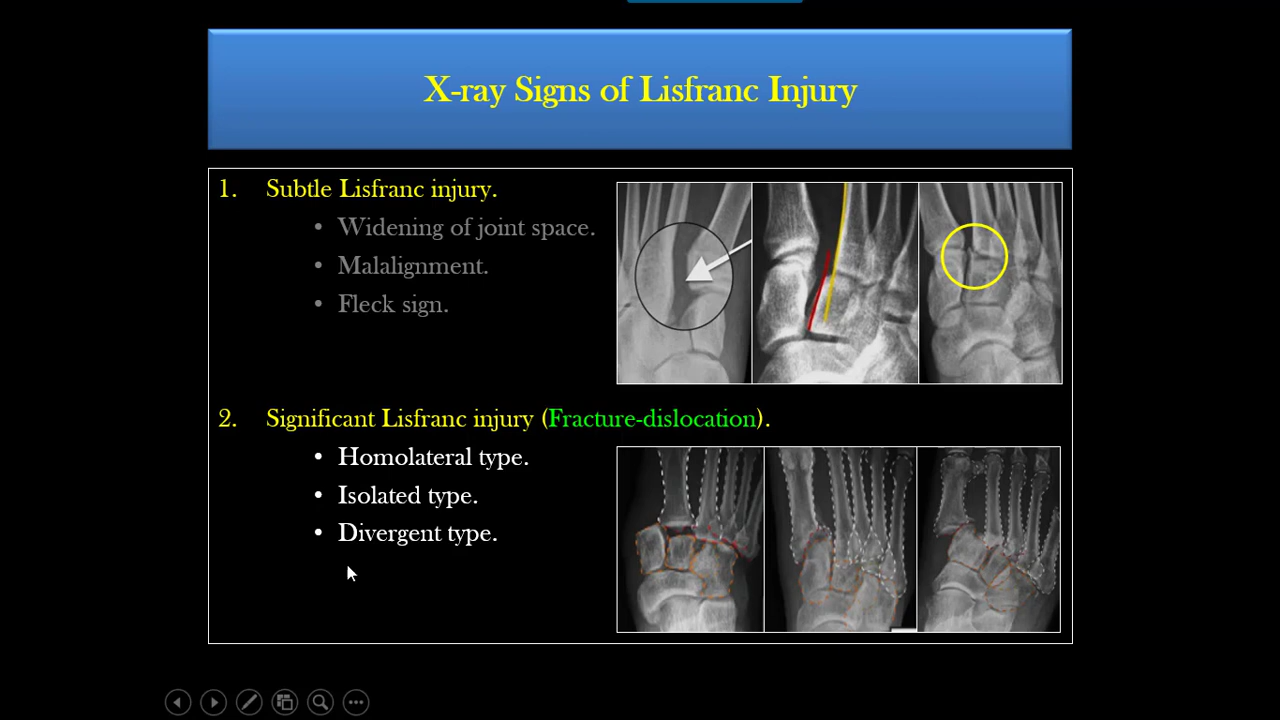 X-ray Signs of Lisfranc Injury
1. Subtle Lisfranc injury.
• Widening of joint space.
• Malalignment.
• Fleck sign.
2. Significant Lisfranc injury (Fracture-dislocation).
• Homolateral type.
• Isolated type.
• Divergent type.